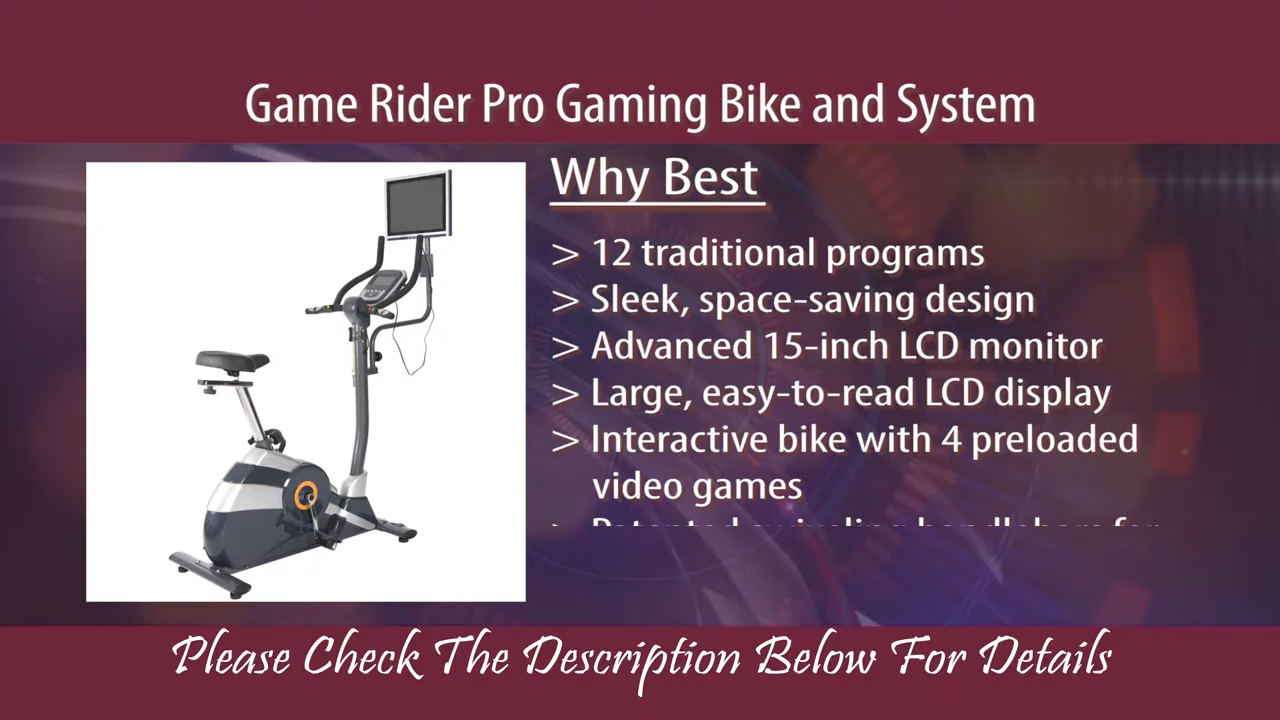 Game Rider Pro Gaming Bike and System
Why Best
> 12 traditional programs
> Sleek, space-saving design
> Advanced 15-inch LCD monitor
> Large, easy-to-read LCD display
> Interactive bike with 4 preloaded
video games
Please Check The Description Below For Details